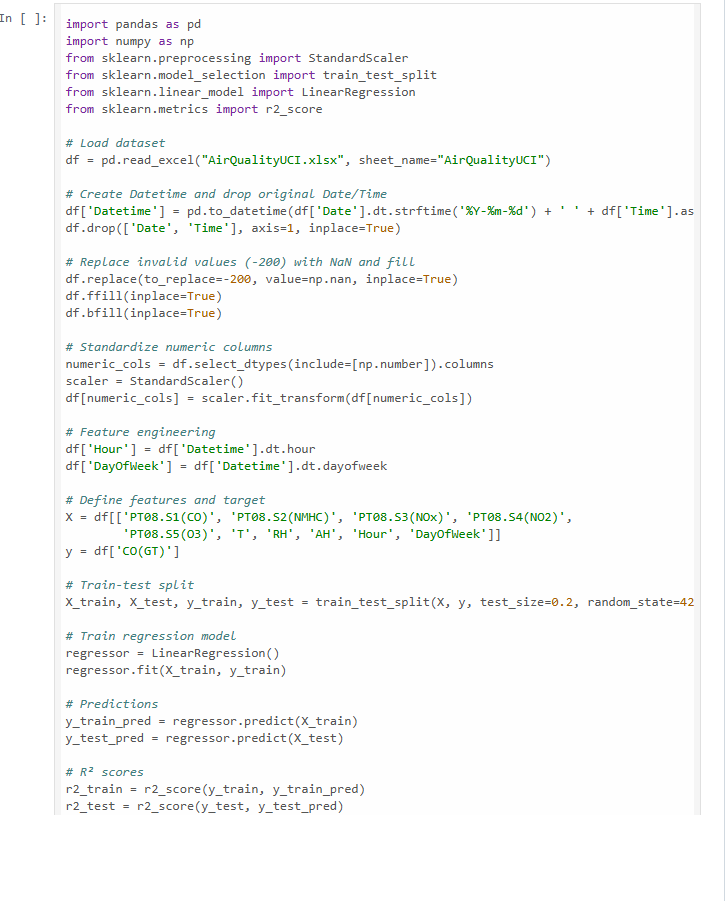 In [ ]:
import pandas as pd
import numpy as np
from sklearn.preprocessing import StandardScaler
from sklearn.model_selection import train_test_split
from sklearn.linear_model import LinearRegression
from sklearn.metrics import r2_score

# Load dataset
df = pd.read_excel("AirQualityUCI.xlsx", sheet_name="AirQualityUCI")

# Create Datetime and drop original Date/Time
df['Datetime'] = pd.to_datetime(df['Date'].dt.strftime('%Y-%m-%d') + ' ' + df['Time'].as
df.drop(['Date', 'Time'], axis=1, inplace=True)

# Replace invalid values (-200) with NaN and fill
df.replace(to_replace=-200, value=np.nan, inplace=True)
df.ffill(inplace=True)
df.bfill(inplace=True)

# Standardize numeric columns
numeric_cols = df.select_dtypes(include=[np.number]).columns
scaler = StandardScaler()
df[numeric_cols] = scaler.fit_transform(df[numeric_cols])

# Feature engineering
df['Hour'] = df['Datetime'].dt.hour
df['DayOfWeek'] = df['Datetime'].dt.dayofweek

# Define features and target
X = df[['PT08.S1(CO)', 'PT08.S2(NMHC)', 'PT08.S3(NOx)', 'PT08.S4(NO2)',
        'PT08.S5(O3)', 'T', 'RH', 'AH', 'Hour', 'DayOfWeek']]
y = df['CO(GT)']

# Train-test split
X_train, X_test, y_train, y_test = train_test_split(X, y, test_size=0.2, random_state=42

# Train regression model
regressor = LinearRegression()
regressor.fit(X_train, y_train)

# Predictions
y_train_pred = regressor.predict(X_train)
y_test_pred = regressor.predict(X_test)

# R² scores
r2_train = r2_score(y_train, y_train_pred)
r2_test = r2_score(y_test, y_test_pred)